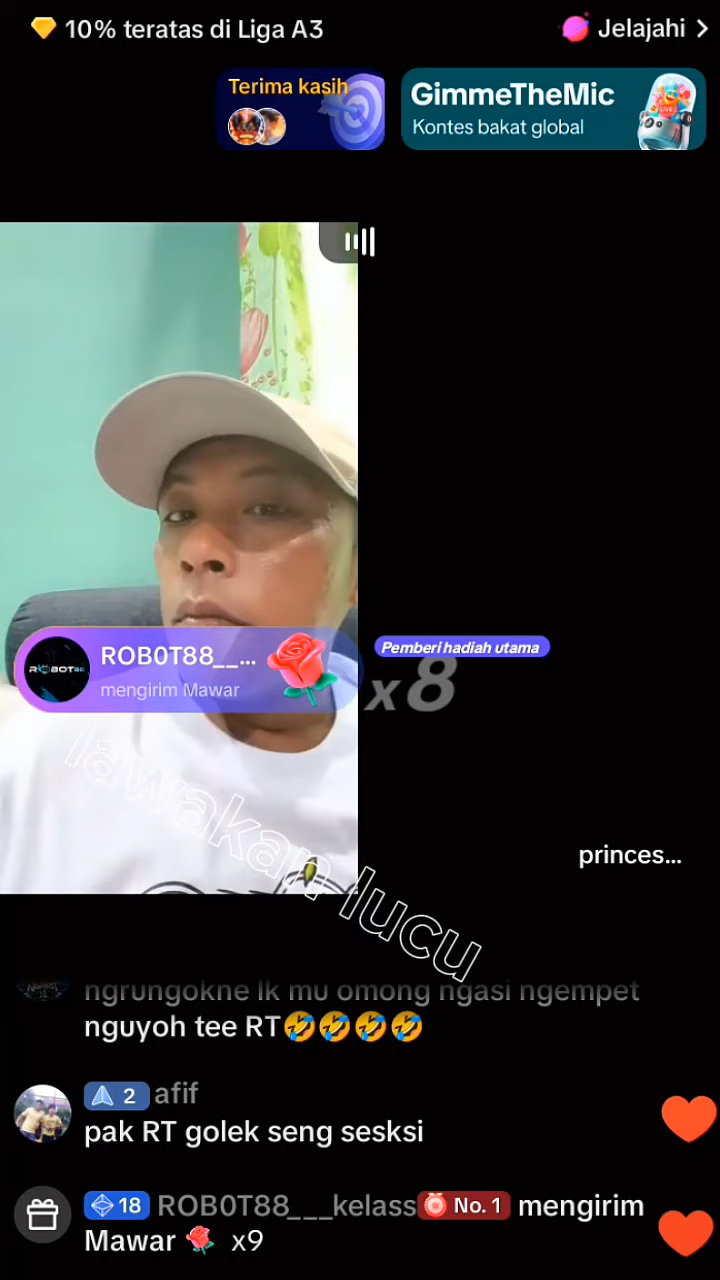 10% teratas di Liga A3
Jelajahi
Terima kasih
GimmeTheMic
Kontes bakat global
LIVE
Pemberi hadiah utama
ROB0T88__...
mengirim Mawar
x8
ROBOT88
lawakan lucu
princes...
ngrungokne lk mu omong ngasi ngempet
nguyoh tee RT🤣🤣🤣🤣
2 afif
pak RT golek seng sesksi
18 ROB0T88___kelass No. 1 mengirim
Mawar 🌹 x9